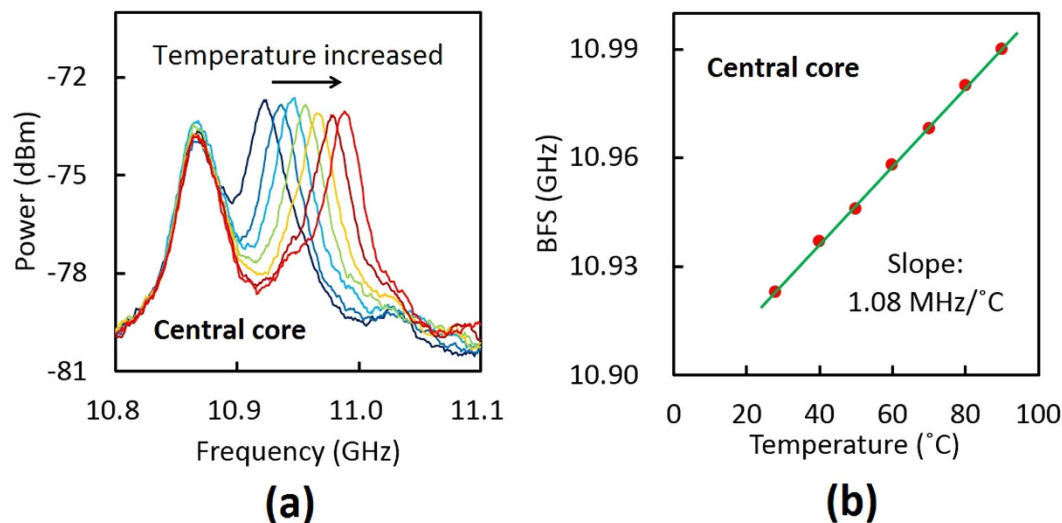 Temperature increased
-72
-75
-78
-81
Power (dBm)
Central core
10.8
10.9
11.0
11.1
Frequency (GHz)
(a)
Central core
10.99
10.96
10.93
10.90
BFS (GHz)
Slope:
1.08 MHz/˚C
0
20
40
60
80
100
Temperature (˚C)
(b)